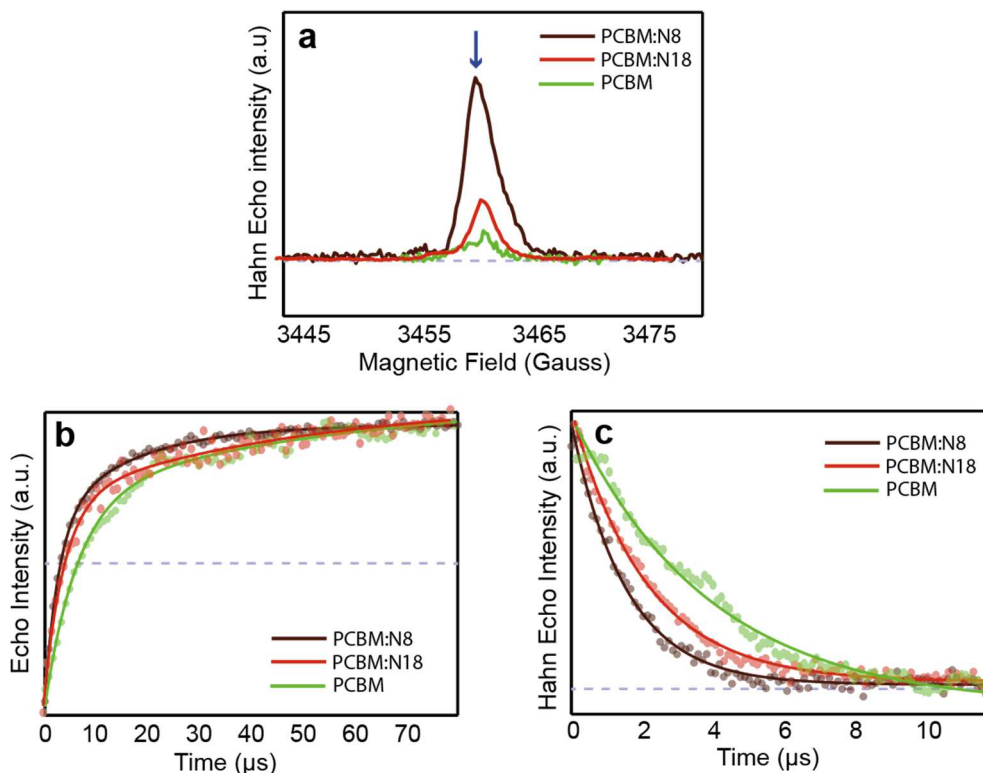 a
PCBM:N8
PCBM:N18
PCBM
Hahn Echo intensity (a.u)
3445 3455 3465 3475
Magnetic Field (Gauss)
b
PCBM:N8
PCBM:N18
PCBM
Echo Intensity (a.u.)
0 10 20 30 40 50 60 70
Time (µs)
c
PCBM:N8
PCBM:N18
PCBM
Hahn Echo Intensity (a.u.)
0 2 4 6 8 10
Time (µs)